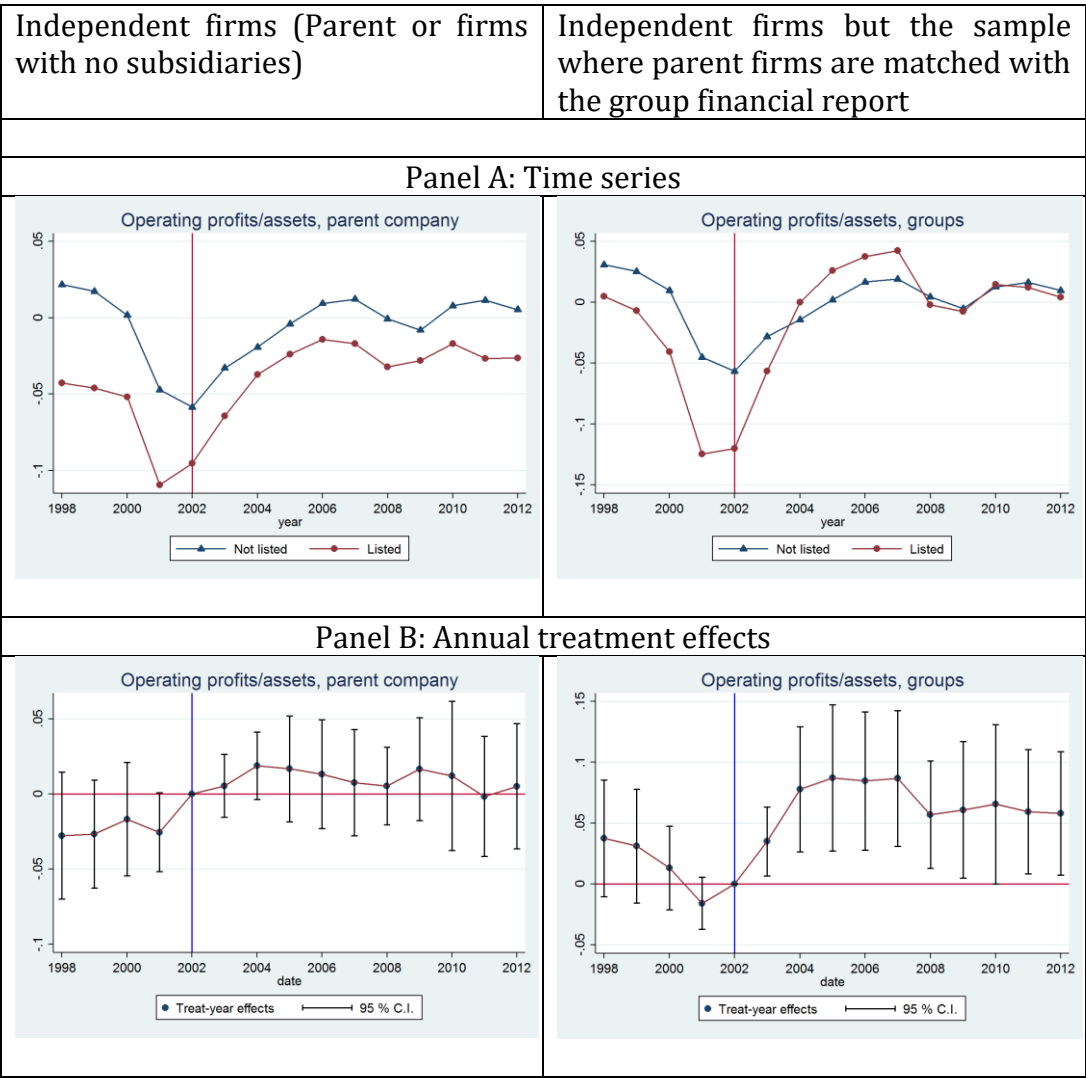 Independent firms (Parent or firms
with no subsidiaries)
Independent firms but the sample
where parent firms are matched with
the group financial report
Panel A: Time series
Operating profits/assets, parent company
.05
0
-.05
-.1
1998 2000 2002 2004 2006 2008 2010 2012
year
Not listed Listed
Operating profits/assets, groups
.05
0
-.05
-.1
-.15
1998 2000 2002 2004 2006 2008 2010 2012
year
Not listed Listed
Panel B: Annual treatment effects
Operating profits/assets, parent company
.05
0
-.05
-.1
1998 2000 2002 2004 2006 2008 2010 2012
date
Treat-year effects 95 % C.I.
Operating profits/assets, groups
.15
.1
.05
0
-.05
1998 2000 2002 2004 2006 2008 2010 2012
date
Treat-year effects 95 % C.I.